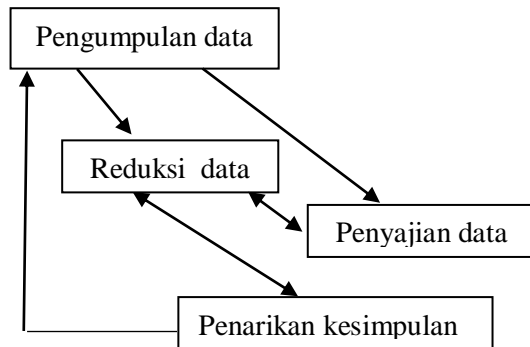 Pengumpulan data
Reduksi data
Penyajian data
Penarikan kesimpulan